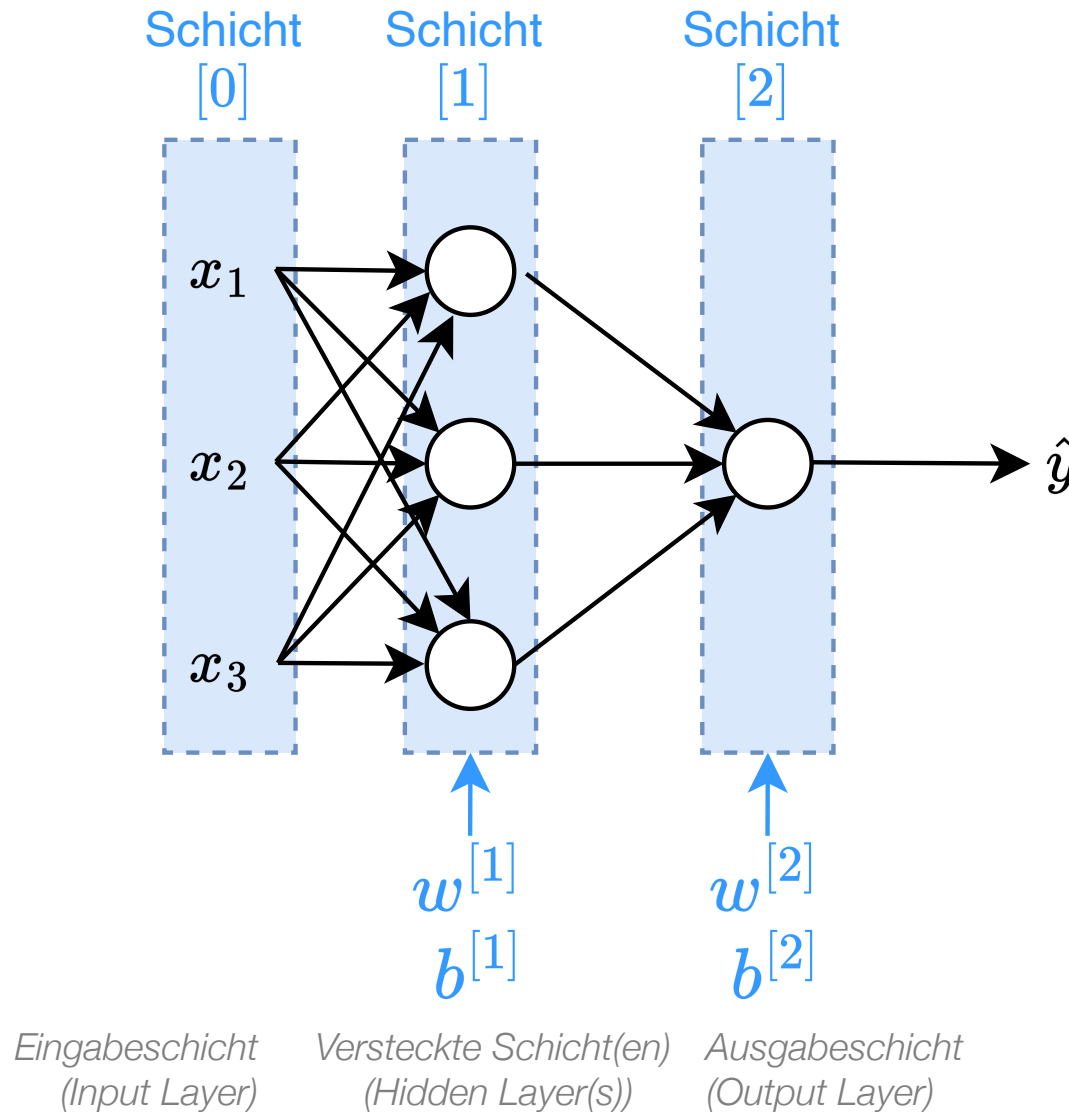 Schicht Schicht Schicht
[0] [1] [2]
x₁
x₂ ŷ
x₃
w^[1] w^[2]
b^[1] b^[2]
Eingabeschicht Versteckte Schicht(en) Ausgabeschicht
(Input Layer) (Hidden Layer(s)) (Output Layer)